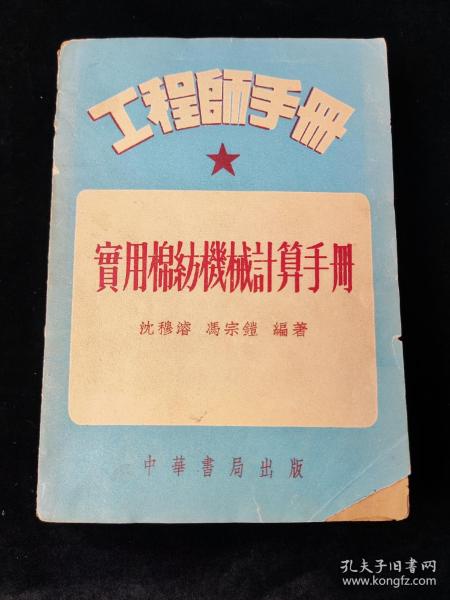 工程師手冊
實用棉紡機械計算手冊
沈穆濬 馮宗鎧 編著
中華書局出版
孔夫子旧书网
www.kongfz.com